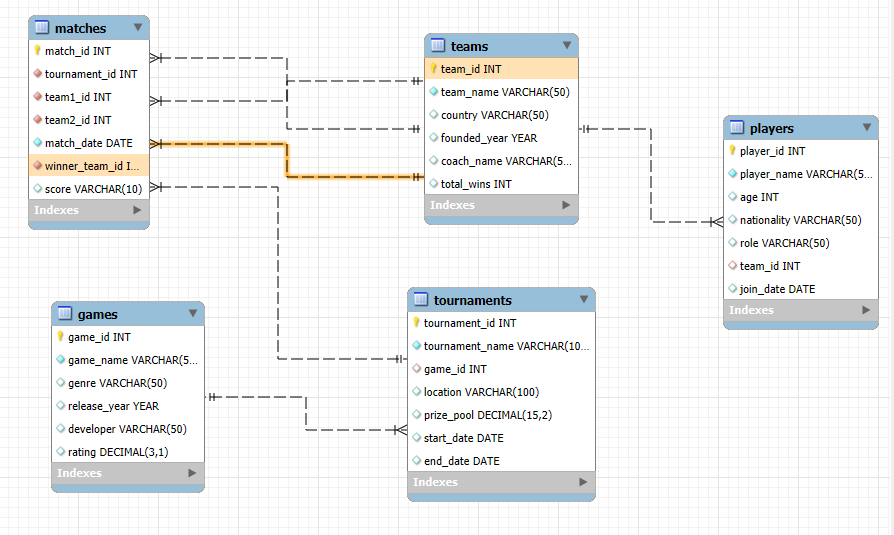 matches
match_id INT
tournament_id INT
team1_id INT
team2_id INT
match_date DATE
winner_team_id I...
score VARCHAR(10)
Indexes
teams
team_id INT
team_name VARCHAR(50)
country VARCHAR(50)
founded_year YEAR
coach_name VARCHAR(5...
total_wins INT
Indexes
players
player_id INT
player_name VARCHAR(5...
age INT
nationality VARCHAR(50)
role VARCHAR(50)
team_id INT
join_date DATE
Indexes
games
game_id INT
game_name VARCHAR(5...
genre VARCHAR(50)
release_year YEAR
developer VARCHAR(50)
rating DECIMAL(3,1)
Indexes
tournaments
tournament_id INT
tournament_name VARCHAR(10...
game_id INT
location VARCHAR(100)
prize_pool DECIMAL(15,2)
start_date DATE
end_date DATE
Indexes